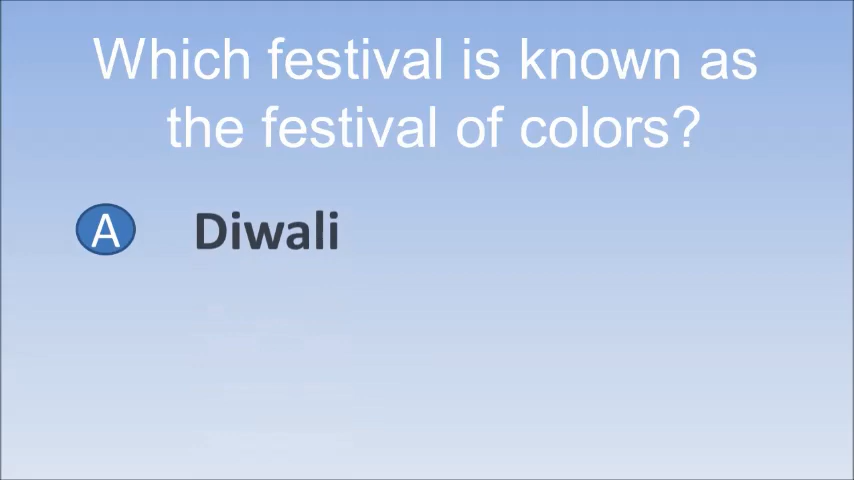 Which festival is known as
the festival of colors?
A Diwali